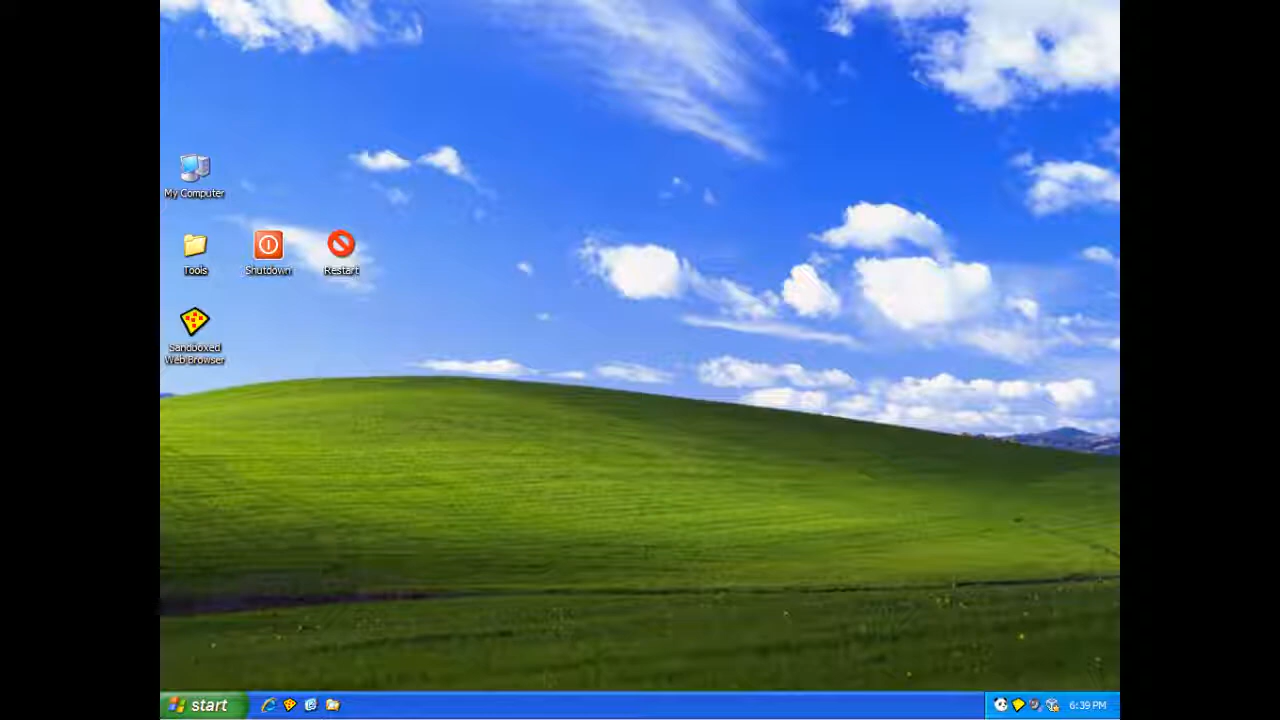 My Computer
Tools
Shutdown
Restart
Sandboxed
Web Browser
start
6:39 PM